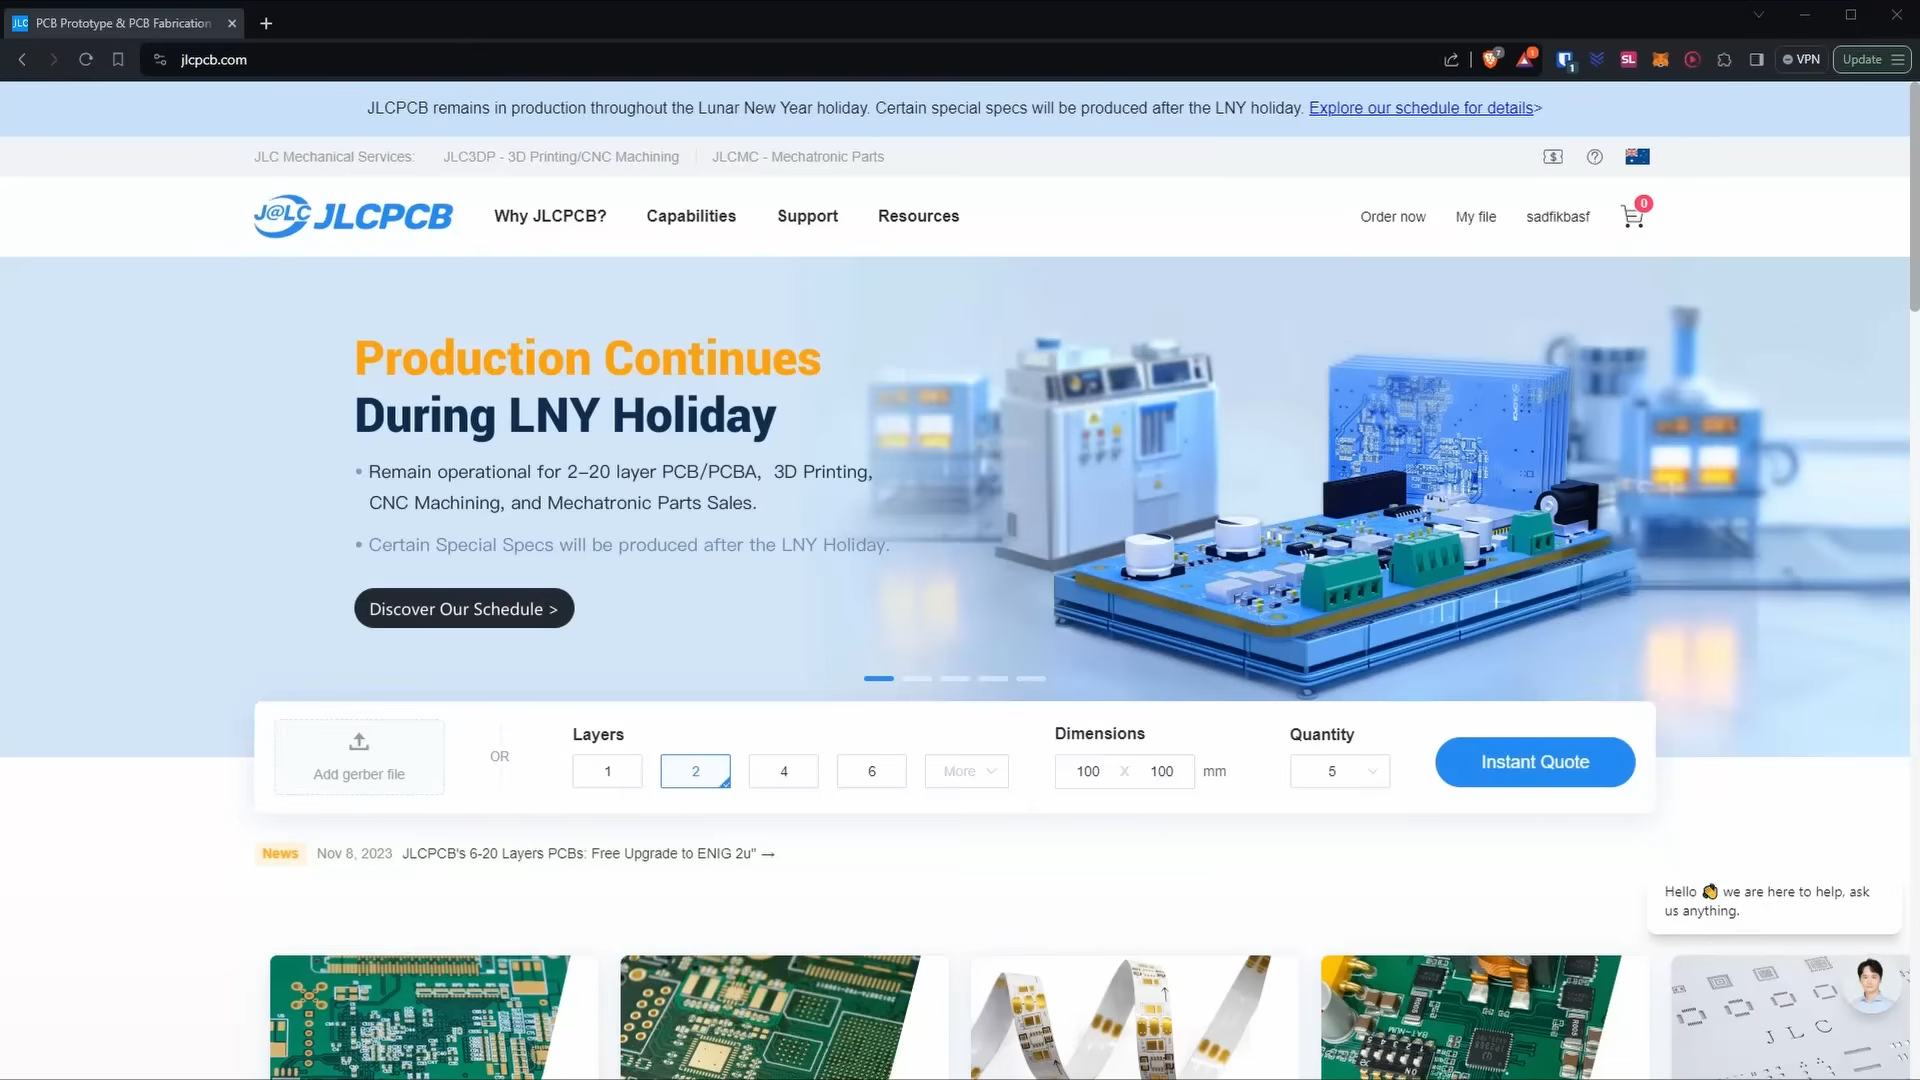 JLC PCB Prototype & PCB Fabrication
jlcpcb.com
7
1
1
SL
VPN
Update
JLCPCB remains in production throughout the Lunar New Year holiday. Certain special specs will be produced after the LNY holiday. Explore our schedule for details>
JLC Mechanical Services: JLC3DP - 3D Printing/CNC Machining JLCMC - Mechatronic Parts
J@LC JLCPCB
Why JLCPCB? Capabilities Support Resources
Order now My file sadfikbasf 0
Production Continues
During LNY Holiday
• Remain operational for 2–20 layer PCB/PCBA, 3D Printing,
CNC Machining, and Mechatronic Parts Sales.
• Certain Special Specs will be produced after the LNY Holiday.
Discover Our Schedule >
Add gerber file
OR
Layers
1 2 4 6 More
Dimensions
100 X 100 mm
Quantity
5
Instant Quote
News Nov 8, 2023 JLCPCB's 6-20 Layers PCBs: Free Upgrade to ENIG 2u" →
Hello 👋 we are here to help, ask
us anything.
J L C